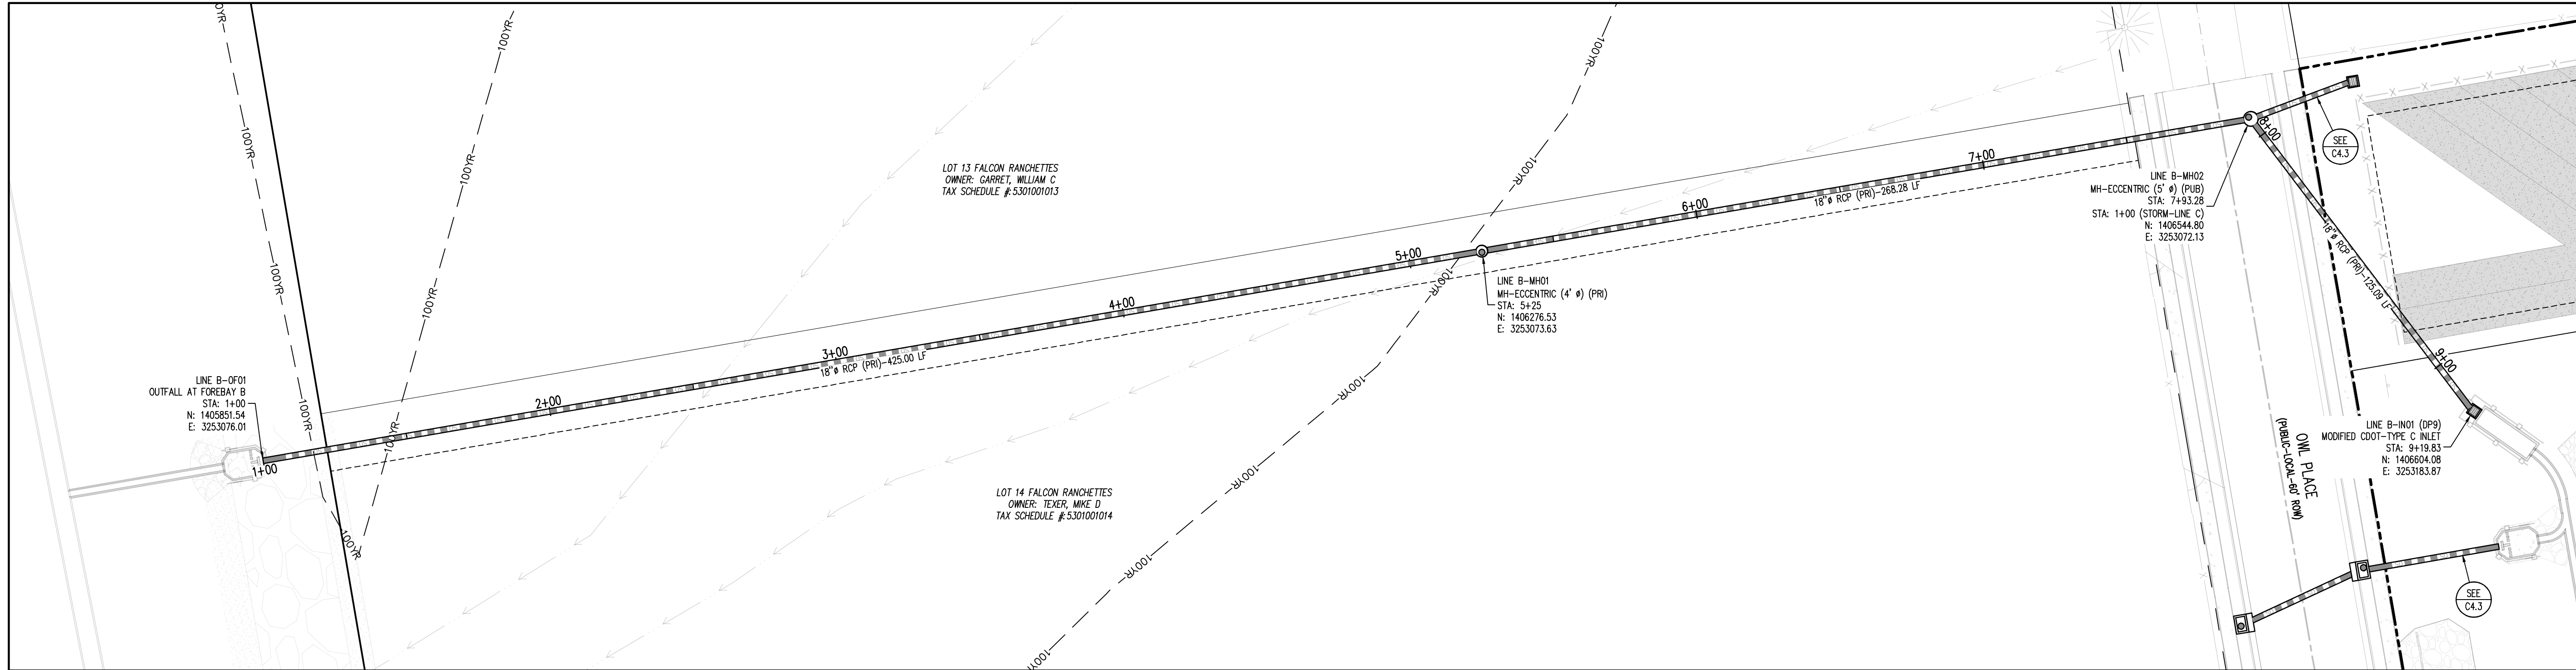 100YR
100YR
100YR
100YR
100YR
100YR
100YR
100YR
100YR
100YR
LOT 13 FALCON RANCHETTES
OWNER: GARRET, WILLIAM C
TAX SCHEDULE #:5301001013
LINE B-OF01
OUTFALL AT FOREBAY B
STA: 1+00
N: 1405851.54
E: 3253076.01
1+00
2+00
3+00
18"ø RCP (PRI)-425.00 LF
4+00
5+00
LINE B-MH01
MH-ECCENTRIC (4' ø) (PRI)
STA: 5+25
N: 1406276.53
E: 3253073.63
100YR
100YR
100YR
100YR
100YR
LOT 14 FALCON RANCHETTES
OWNER: TEXER, MIKE D
TAX SCHEDULE #:5301001014
6+00
18"ø RCP (PRI)-268.28 LF
7+00
LINE B-MH02
MH-ECCENTRIC (5' ø) (PUB)
STA: 7+93.28
STA: 1+00 (STORM-LINE C)
N: 1406544.80
E: 3253072.13
8+00
SEE
C4.3
18"ø RCP (PRI)-125.09 LF
9+00
LINE B-IN01 (DP9)
MODIFIED CDOT-TYPE C INLET
STA: 9+19.83
N: 1406604.08
E: 3253183.87
OWL PLACE
(PUBLIC-LOCAL-60' ROW)
SEE
C4.3